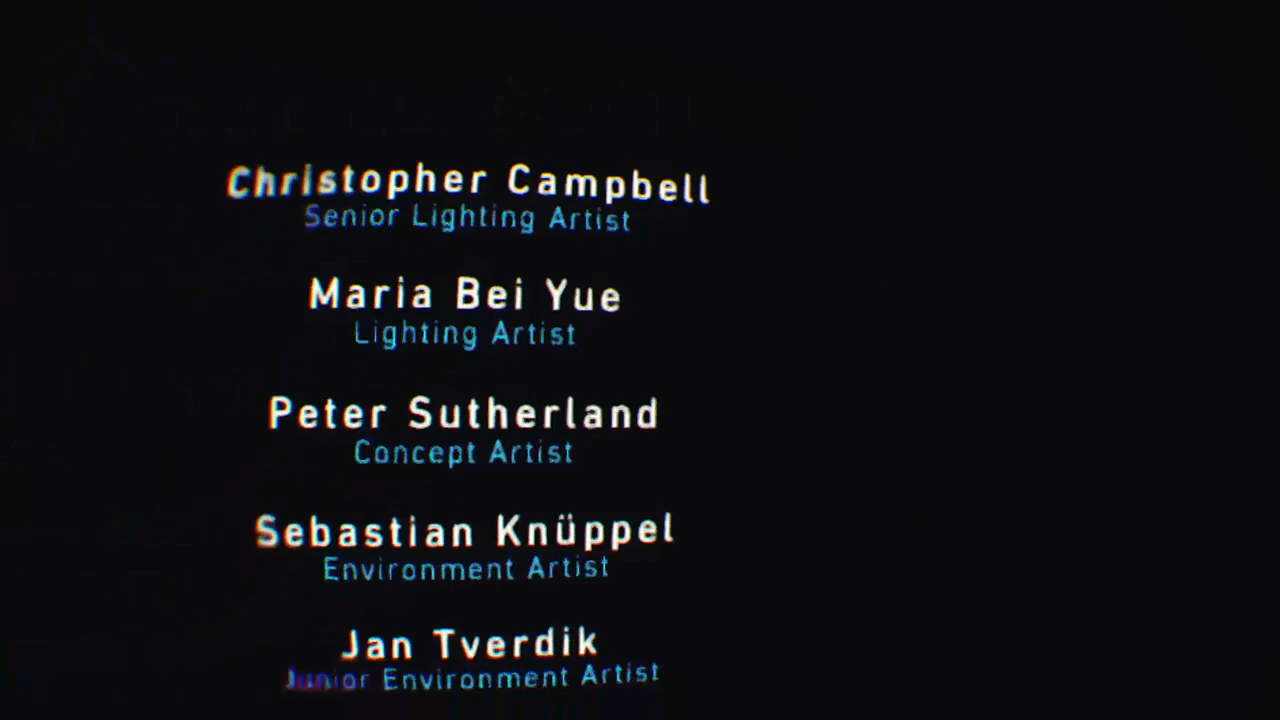 Christopher Campbell
Senior Lighting Artist
Maria Bei Yue
Lighting Artist
Peter Sutherland
Concept Artist
Sebastian Knüppel
Environment Artist
Jan Tverdik
Junior Environment Artist